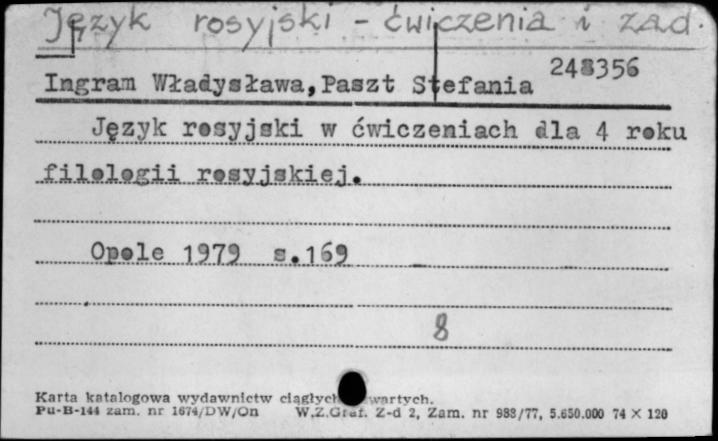 Język rosyjski - ćwiczenia i zad.
248356
Ingram Władysława,Paszt Stefania
Język rosyjski w ćwiczeniach dla 4 roku
filologii rosyjskiej.
Opole 1979 s.169
8
Karta katalogowa wydawnictw ciągłych zwartych.
Pu-B-144 zam. nr 1674/DW/On W.Z.Graf. Z-d 2, Zam. nr 988/77, 5.650.000 74 X 120